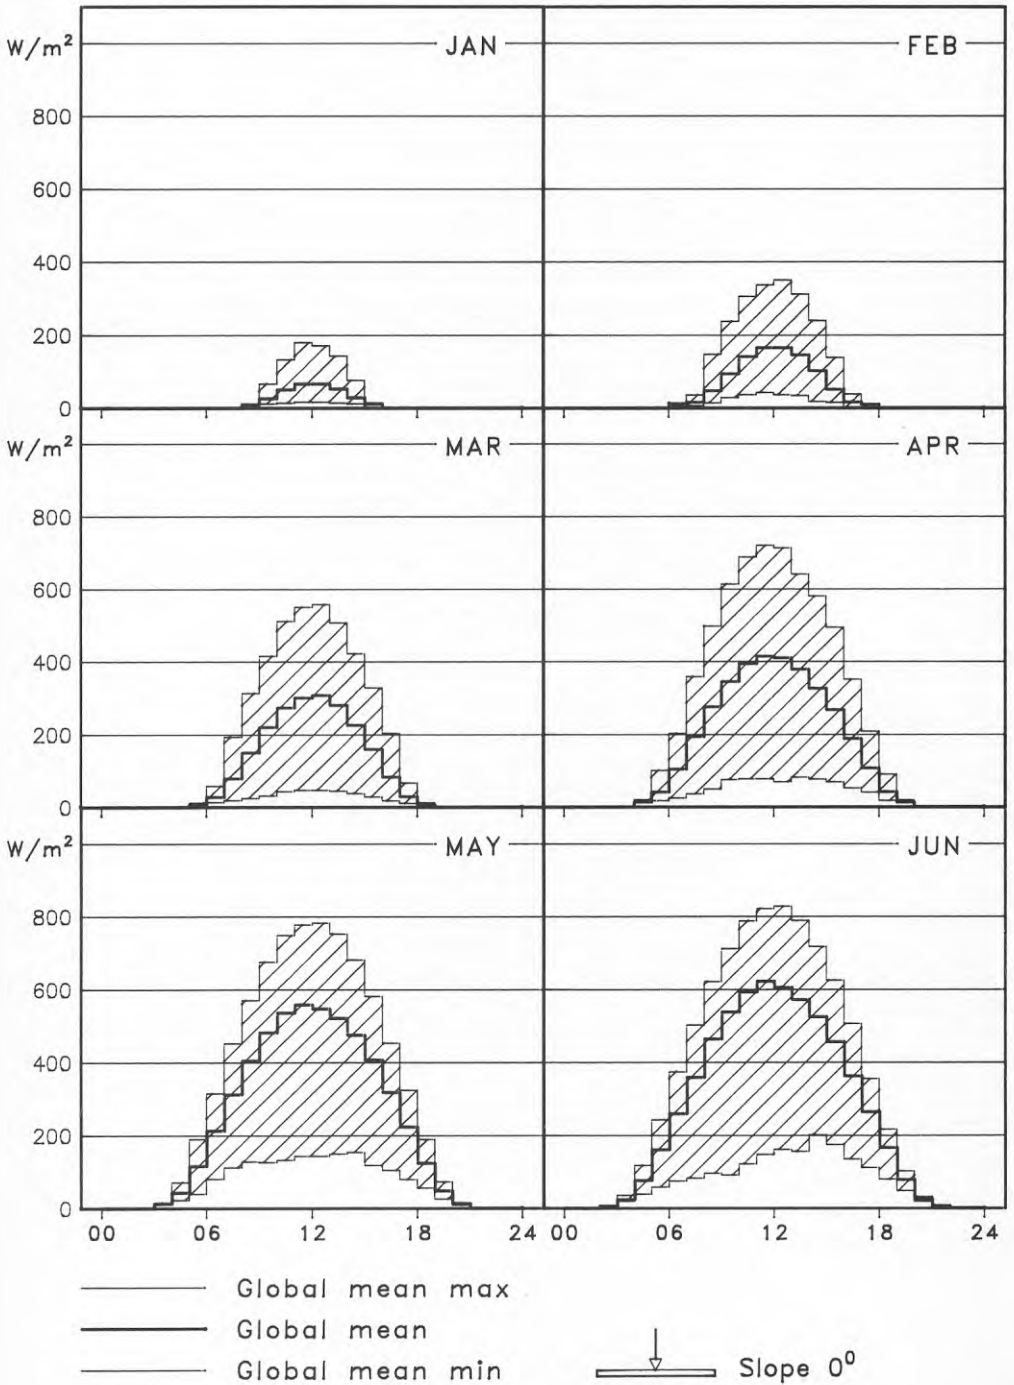 W/m² JAN FEB
800
600
400
200
0
W/m² MAR APR
800
600
400
200
0
W/m² MAY JUN
800
600
400
200
0
00 06 12 18 24 00 06 12 18 24
Global mean max
Global mean
Global mean min
Slope 0⁰